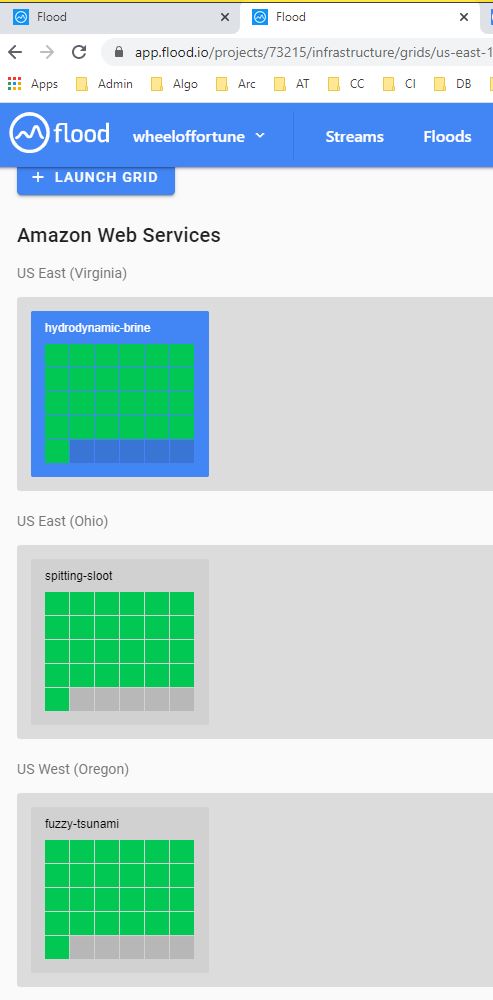 Flood
Flood
app.flood.io/projects/73215/infrastructure/grids/us-east-1
Apps Admin Algo Arc AT CC CI DB
flood wheeloffortune Streams Floods
+ LAUNCH GRID
Amazon Web Services
US East (Virginia)
hydrodynamic-brine
US East (Ohio)
spitting-sloot
US West (Oregon)
fuzzy-tsunami